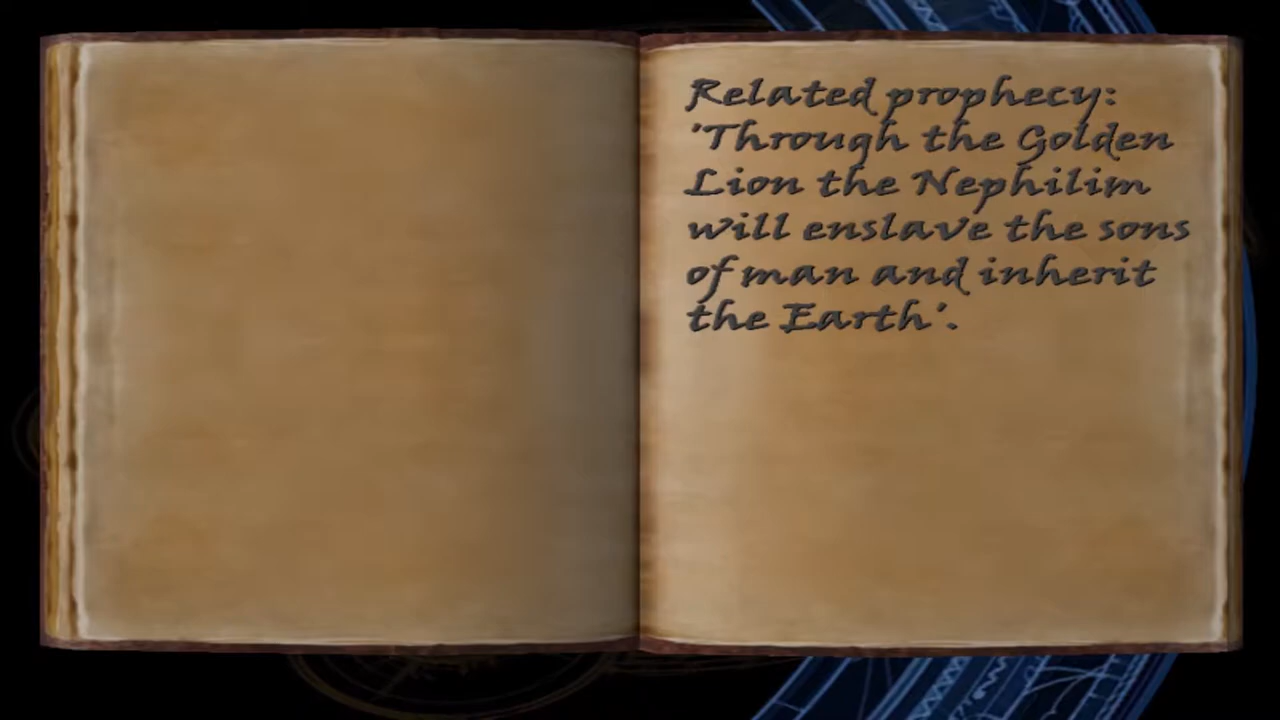 Related prophecy:
'Through the Golden
Lion the Nephilim
will enslave the sons
of man and inherit
the Earth'.